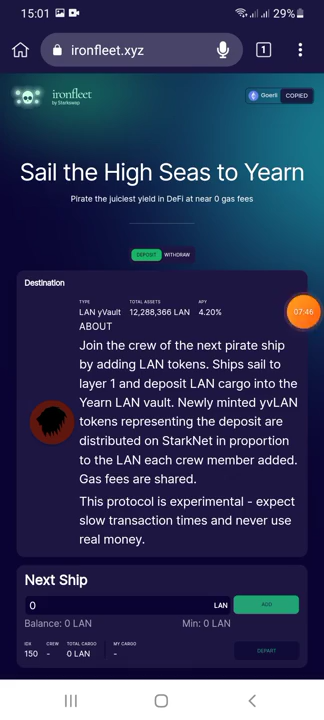 15:01
29%
ironfleet.xyz
1
ironfleet
by Starkswap
Goerli
COPIED
Sail the High Seas to Yearn
Pirate the juiciest yield in DeFi at near 0 gas fees
DEPOSIT WITHDRAW
Destination
TYPE TOTAL ASSETS APY
LAN yVault 12,288,366 LAN 4.20%
07:46
ABOUT
Join the crew of the next pirate ship
by adding LAN tokens. Ships sail to
layer 1 and deposit LAN cargo into the
Yearn LAN vault. Newly minted yvLAN
tokens representing the deposit are
distributed on StarkNet in proportion
to the LAN each crew member added.
Gas fees are shared.
This protocol is experimental - expect
slow transaction times and never use
real money.
Next Ship
0 LAN ADD
Balance: 0 LAN Min: 0 LAN
IDX CREW TOTAL CARGO MY CARGO
150 - 0 LAN -
DEPART